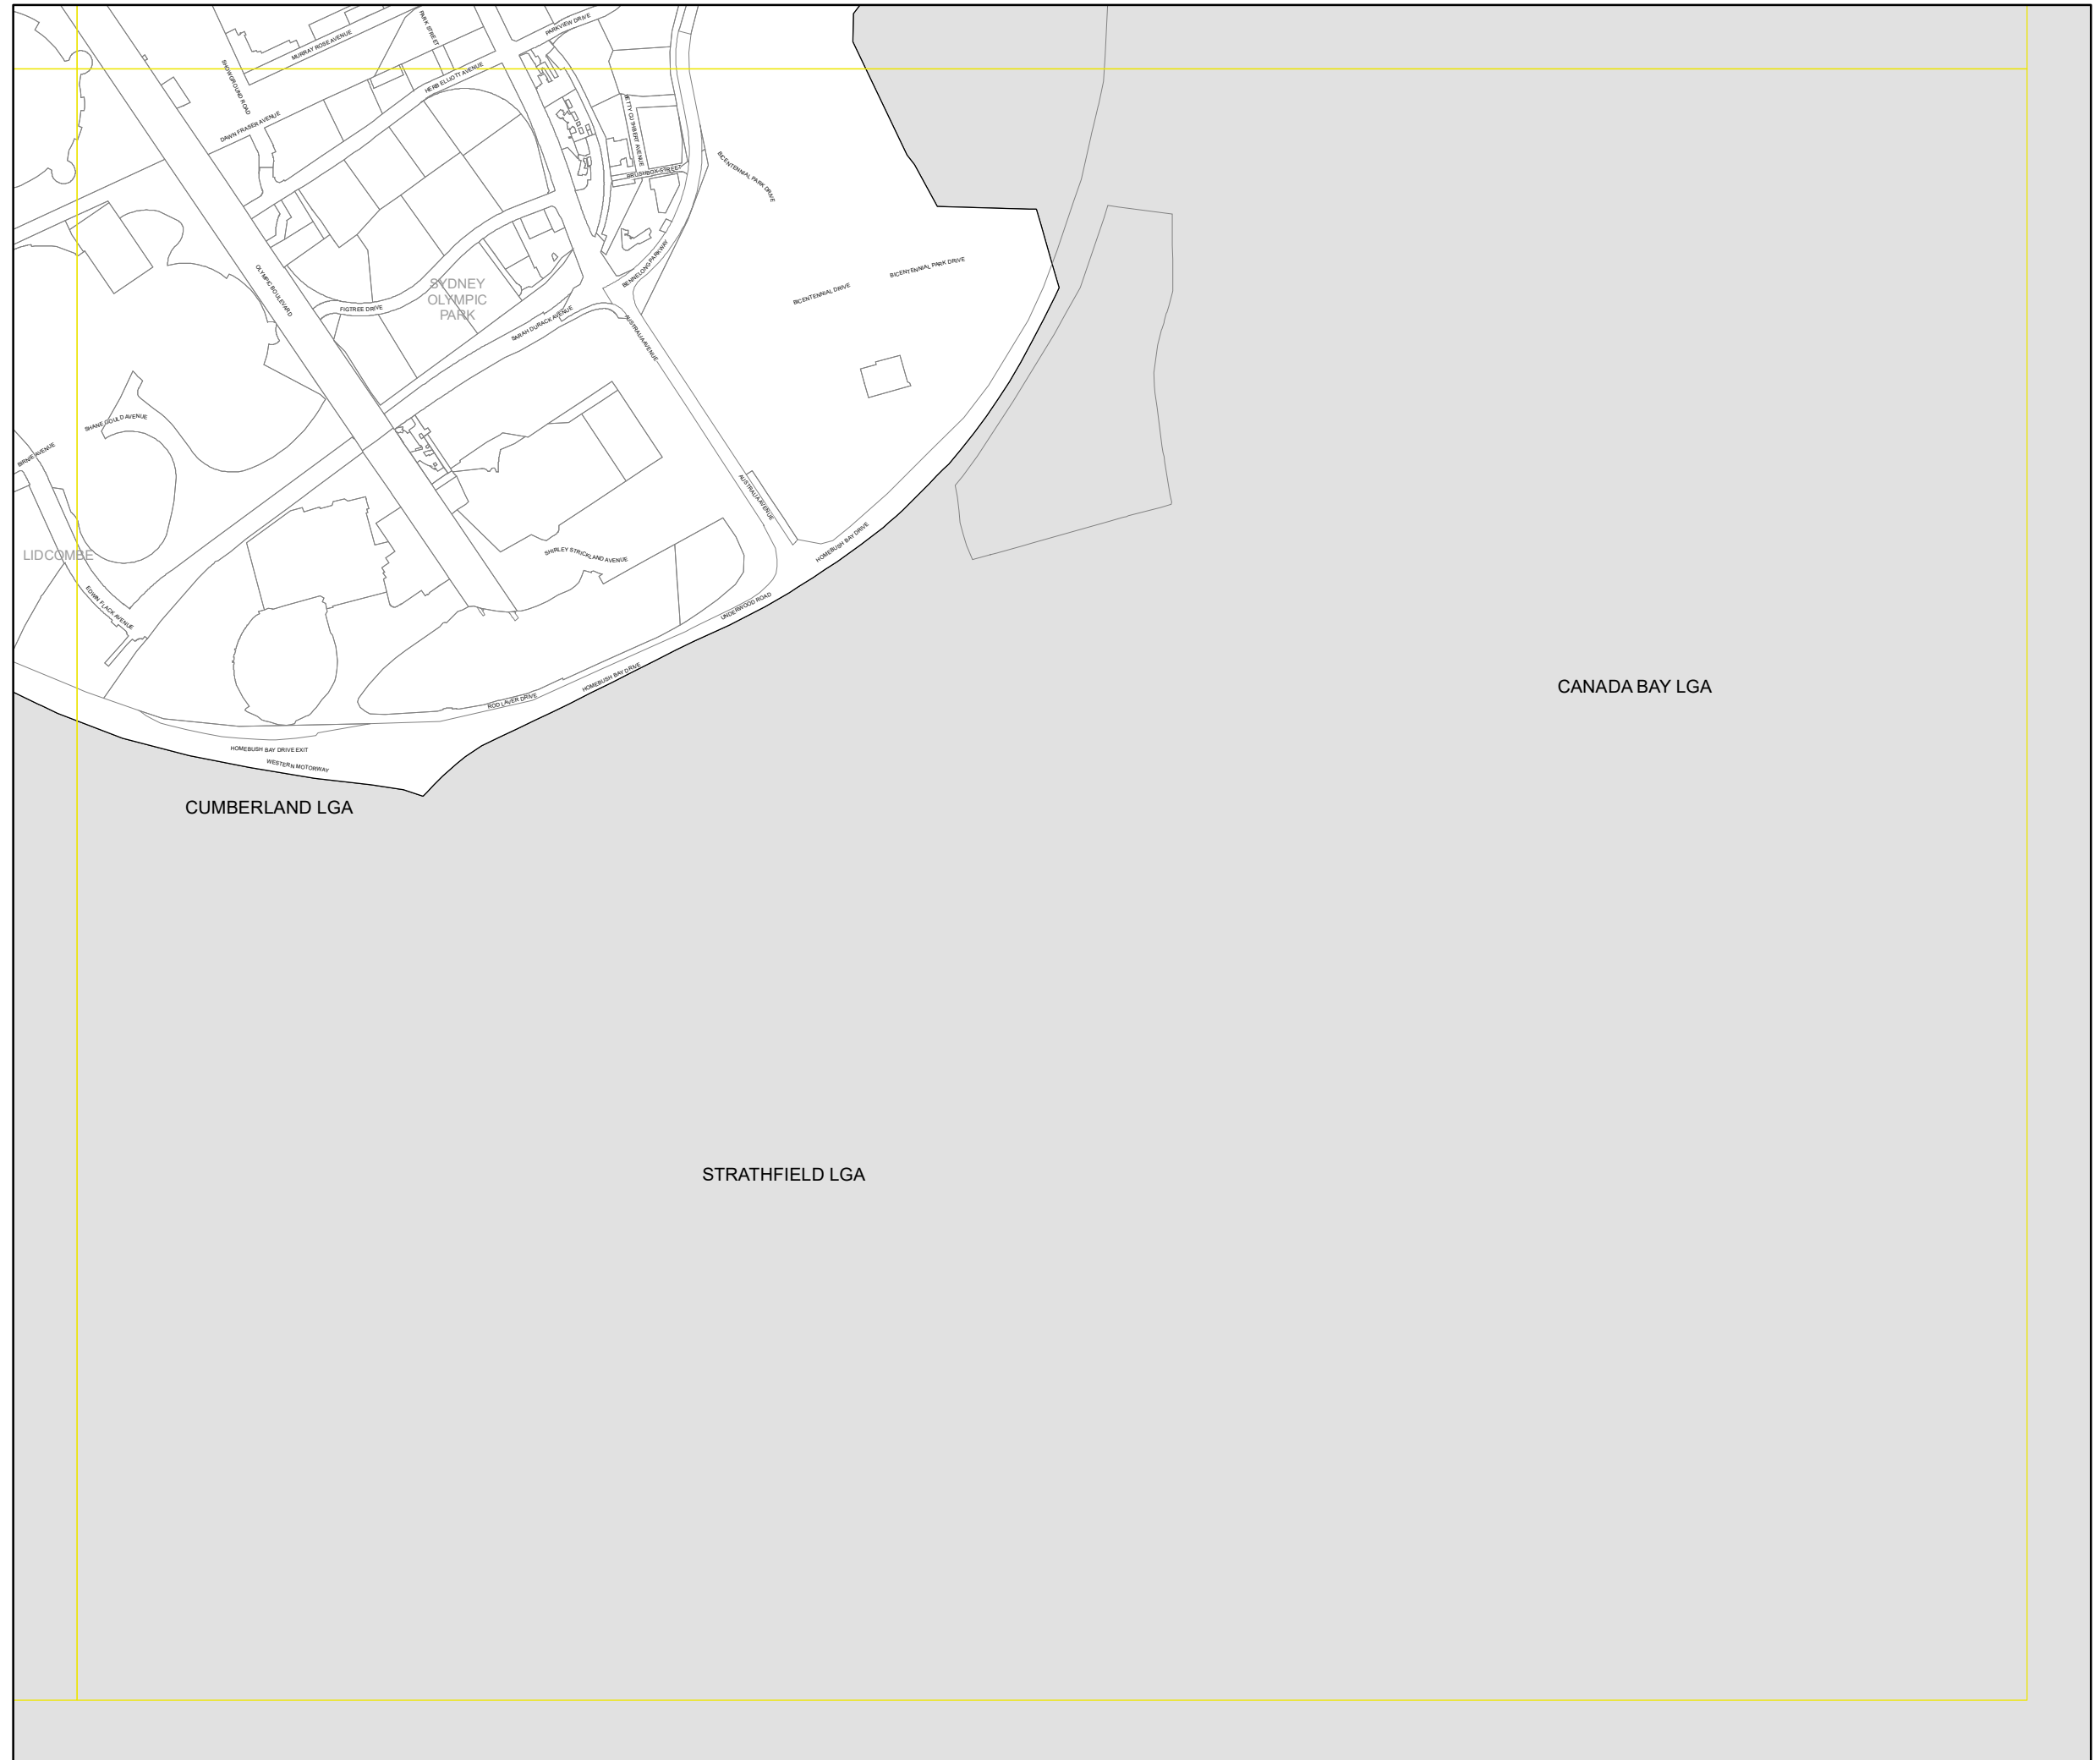 PARK STREET
PARKVIEW DRIVE
MURRAY ROSE AVENUE
SHOWGROUND ROAD
HERB ELLIOTT AVENUE
DAWN FRASER AVENUE
BETTY CUTHBERT AVENUE
BRUSHBOX STREET
BICENTENNIAL PARK DRIVE
BENNELONG PARKWAY
BICENTENNIAL PARK DRIVE
BICENTENNIAL DRIVE
OLYMPIC BOULEVARD
SYDNEY
OLYMPIC
PARK
FIGTREE DRIVE
SARAH DURACK AVENUE
AUSTRALIA AVENUE
SHANE GOULD AVENUE
BIRNIE AVENUE
AUSTRALIA AVENUE
HOMEBUSH BAY DRIVE
SHIRLEY STRICKLAND AVENUE
LIDCOMBE
EDWIN FLACK AVENUE
UNDERWOOD ROAD
HOMEBUSH BAY DRIVE
ROD LAVER DRIVE
CANADA BAY LGA
HOMEBUSH BAY DRIVE EXIT
WESTERN MOTORWAY
CUMBERLAND LGA
STRATHFIELD LGA